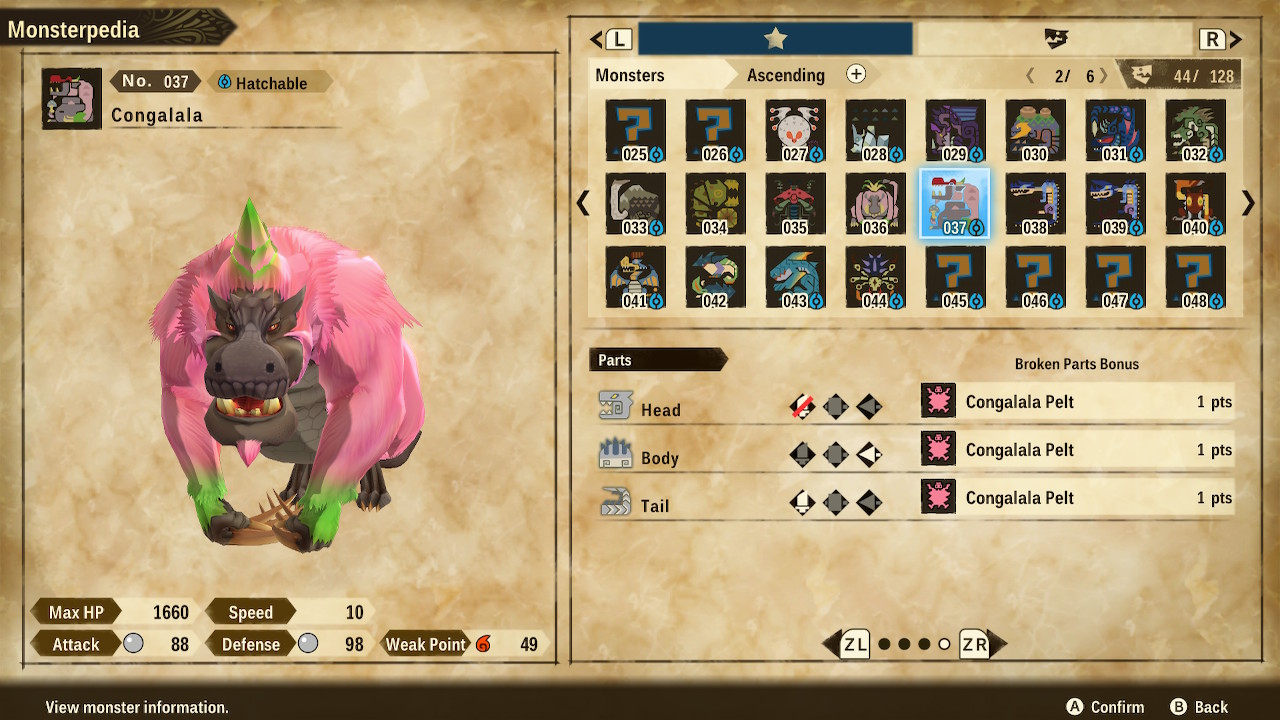 Monsterpedia
No. 037
Hatchable
Congalala
L
R
Monsters
Ascending
2/ 6
44/ 128
025
026
027
028
029
030
031
032
033
034
035
036
037
038
039
040
041
042
043
044
045
046
047
048
Parts
Broken Parts Bonus
Head
Congalala Pelt
1 pts
Body
Congalala Pelt
1 pts
Tail
Congalala Pelt
1 pts
Max HP 1660
Speed 10
Attack 88
Defense 98
Weak Point 49
ZL
ZR
View monster information.
A Confirm
B Back